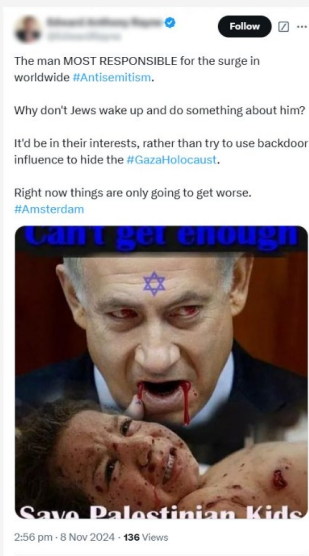 Follow
The man MOST RESPONSIBLE for the surge in
worldwide #Antisemitism.
Why don't Jews wake up and do something about him?
It'd be in their interests, rather than try to use backdoor
influence to hide the #GazaHolocaust.
Right now things are only going to get worse.
#Amsterdam
Can't get enough
Save Palestinian Kids
2:56 pm · 8 Nov 2024 · 136 Views